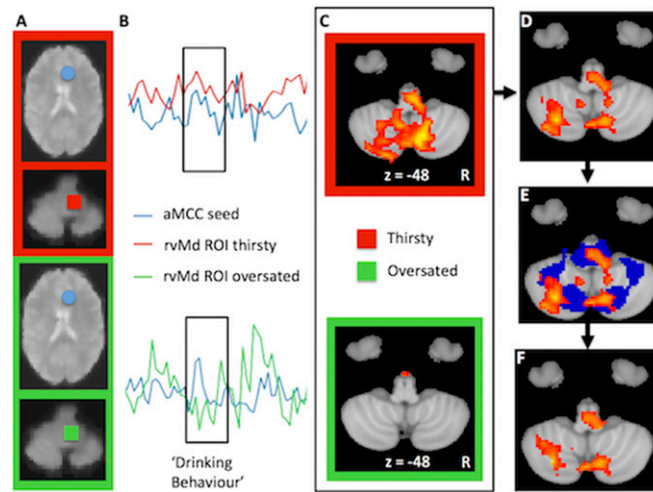 A
B
C
D
z = -48 R
aMCC seed
rvMd ROI thirsty
rvMd ROI oversated
Thirsty
Oversated
E
F
z = -48 R
'Drinking
Behaviour'